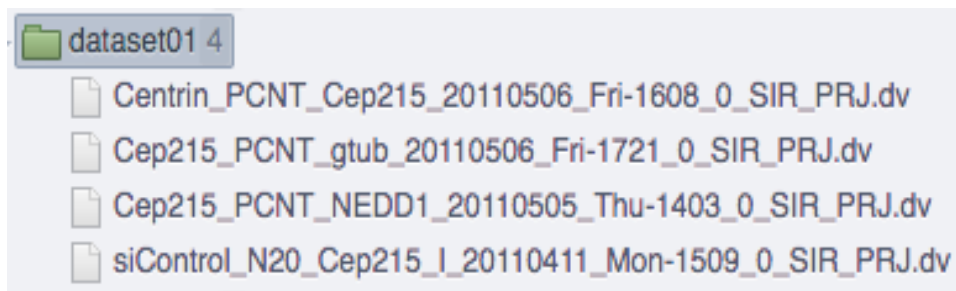 dataset01 4
Centrin_PCNT_Cep215_20110506_Fri-1608_0_SIR_PRJ.dv
Cep215_PCNT_gtub_20110506_Fri-1721_0_SIR_PRJ.dv
Cep215_PCNT_NEDD1_20110505_Thu-1403_0_SIR_PRJ.dv
siControl_N20_Cep215_I_20110411_Mon-1509_0_SIR_PRJ.dv